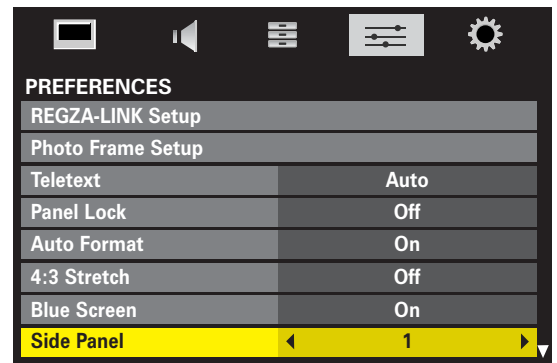 PREFERENCES
REGZA-LINK Setup
Photo Frame Setup
Teletext Auto
Panel Lock Off
Auto Format On
4:3 Stretch Off
Blue Screen On
Side Panel 1